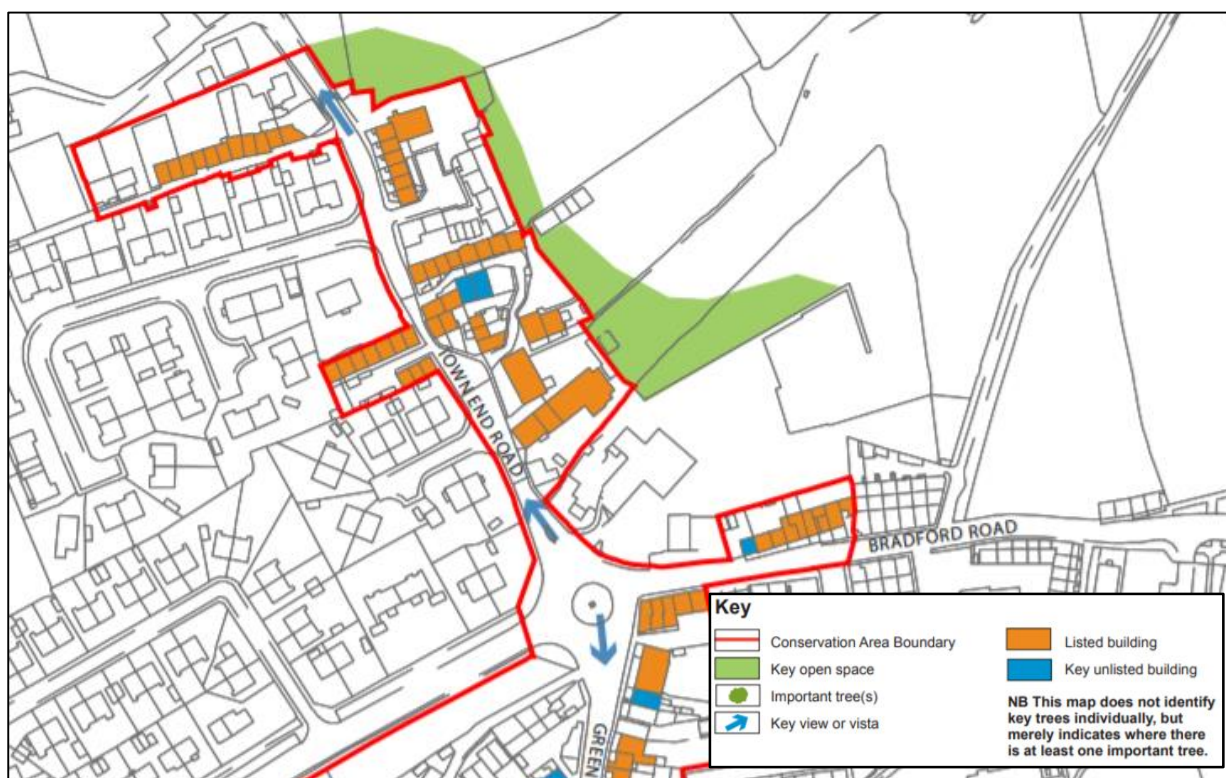 TOWN END ROAD
BRADFORD ROAD
GREEN
Key
Conservation Area Boundary
Key open space
Important tree(s)
Key view or vista
Listed building
Key unlisted building
NB This map does not identify
key trees individually, but
merely indicates where there
is at least one important tree.